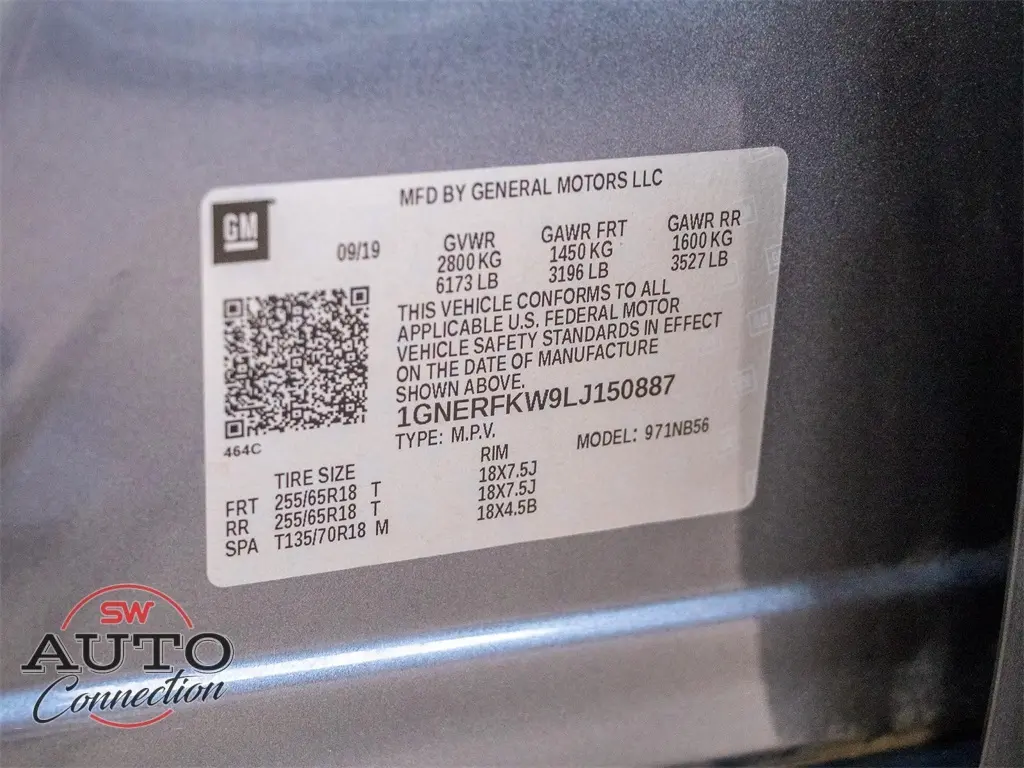 MFD BY GENERAL MOTORS LLC
GM
09/19
GVWR GAWR FRT GAWR RR
2800 KG 1450 KG 1600 KG
6173 LB 3196 LB 3527 LB
THIS VEHICLE CONFORMS TO ALL
APPLICABLE U.S. FEDERAL MOTOR
VEHICLE SAFETY STANDARDS IN EFFECT
ON THE DATE OF MANUFACTURE
SHOWN ABOVE.
1GNERFKW9LJ150887
464C
TYPE: M.P.V. MODEL: 971NB56
TIRE SIZE RIM
FRT 255/65R18 T 18X7.5J
RR 255/65R18 T 18X7.5J
SPA T135/70R18 M 18X4.5B
SW
AUTO
Connection